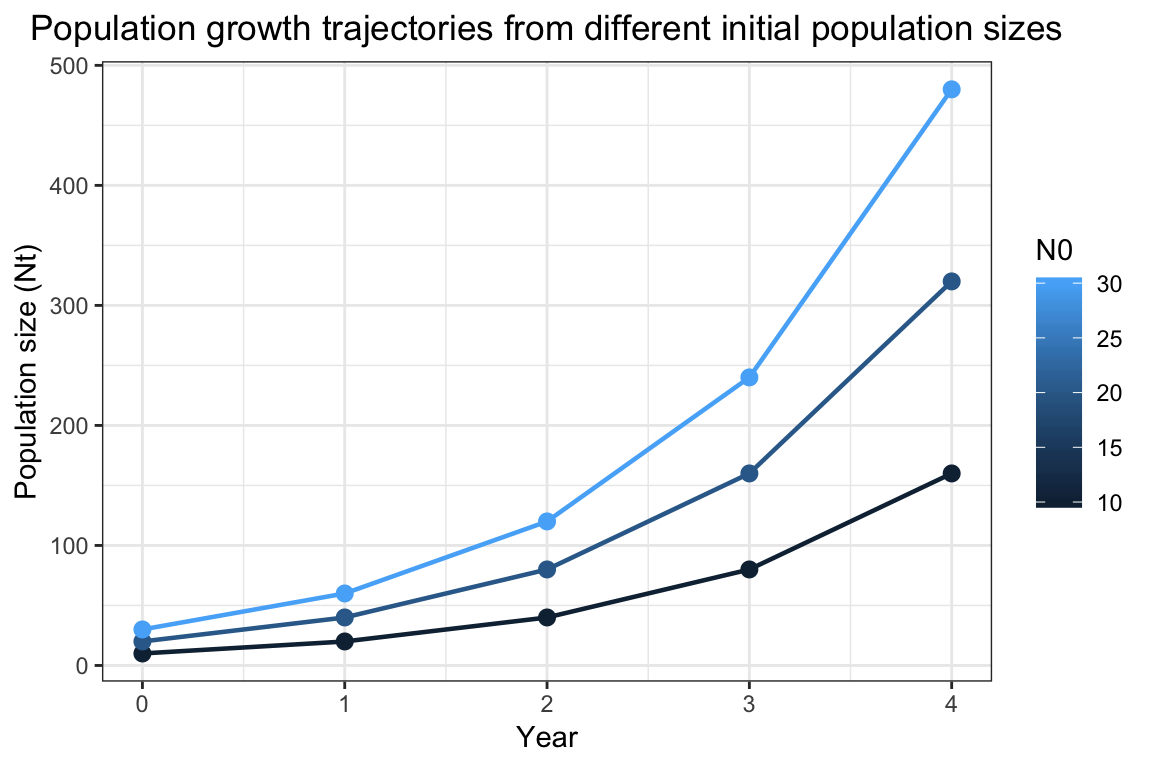 Population growth trajectories from different initial population sizes
500
400
300
200
100
0
Population size (Nt)
0 1 2 3 4
Year
N0
30
25
20
15
10